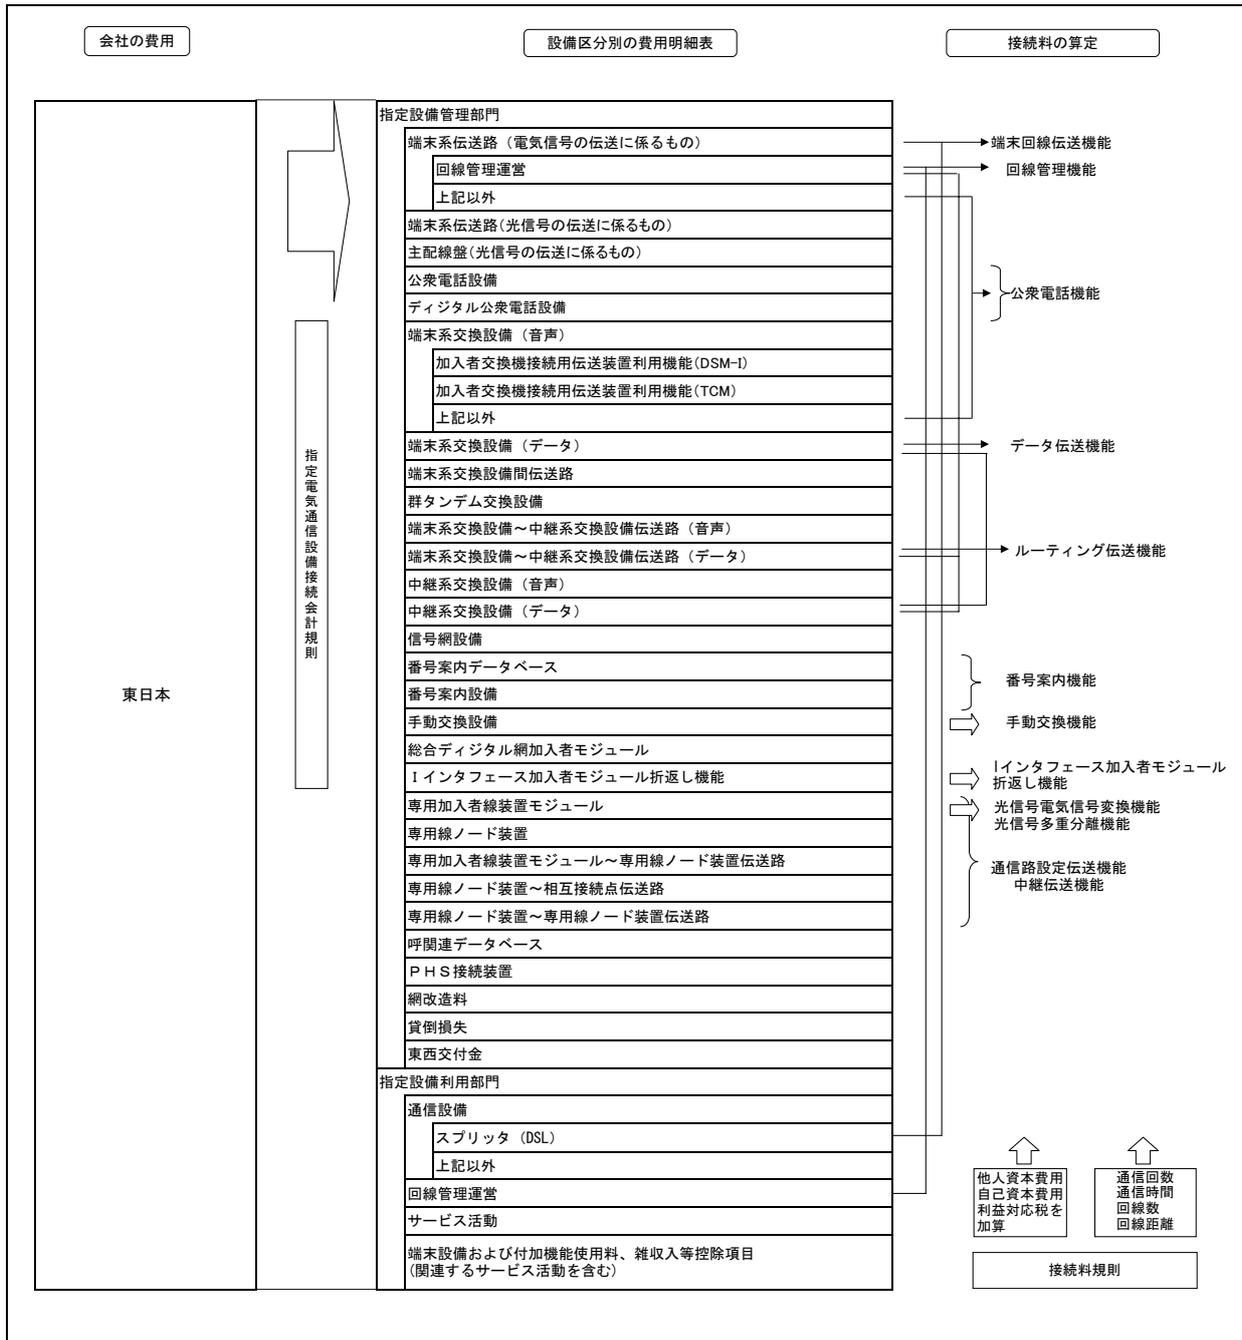 会社の費用
設備区分別の費用明細表
接続料の算定
東日本
指定電気通信設備接続会計規則
指定設備管理部門
端末系伝送路（電気信号の伝送に係るもの）
回線管理運営
上記以外
端末系伝送路(光信号の伝送に係るもの)
主配線盤(光信号の伝送に係るもの)
公衆電話設備
ディジタル公衆電話設備
端末系交換設備（音声）
加入者交換機接続用伝送装置利用機能(DSM-I)
加入者交換機接続用伝送装置利用機能(TCM)
上記以外
端末系交換設備（データ）
端末系交換設備間伝送路
群タンデム交換設備
端末系交換設備～中継系交換設備伝送路（音声）
端末系交換設備～中継系交換設備伝送路（データ）
中継系交換設備（音声）
中継系交換設備（データ）
信号網設備
番号案内データベース
番号案内設備
手動交換設備
総合ディジタル網加入者モジュール
Ｉインタフェース加入者モジュール折返し機能
専用加入者線装置モジュール
専用線ノード装置
専用加入者線装置モジュール～専用線ノード装置伝送路
専用線ノード装置～相互接続点伝送路
専用線ノード装置～専用線ノード装置伝送路
呼関連データベース
ＰＨＳ接続装置
網改造料
貸倒損失
東西交付金
指定設備利用部門
通信設備
スプリッタ（DSL）
上記以外
回線管理運営
サービス活動
端末設備および付加機能使用料、雑収入等控除項目
(関連するサービス活動を含む)
端末回線伝送機能
回線管理機能
公衆電話機能
データ伝送機能
ルーティング伝送機能
番号案内機能
手動交換機能
Iインタフェース加入者モジュール
折返し機能
光信号電気信号変換機能
光信号多重分離機能
通信路設定伝送機能
中継伝送機能
他人資本費用
自己資本費用
利益対応税を
加算
通信回数
通信時間
回線数
回線距離
接続料規則